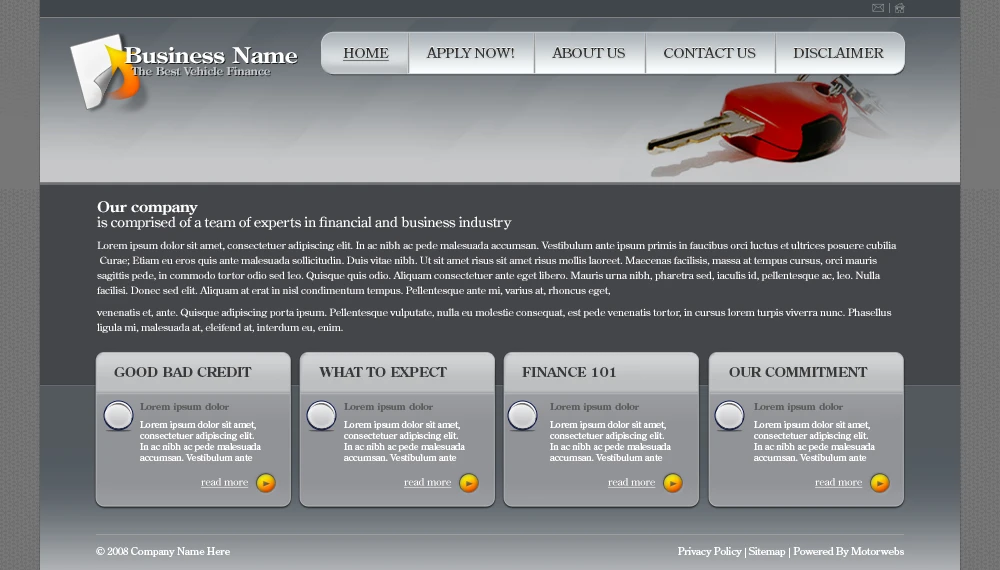 Business Name
The Best Vehicle Finance
HOME
APPLY NOW!
ABOUT US
CONTACT US
DISCLAIMER
Our company
is comprised of a team of experts in financial and business industry
Lorem ipsum dolor sit amet, consectetuer adipiscing elit. In ac nibh ac pede malesuada accumsan. Vestibulum ante ipsum primis in faucibus orci luctus et ultrices posuere cubilia
Curae; Etiam eu eros quis ante malesuada sollicitudin. Duis vitae nibh. Ut sit amet risus sit amet risus mollis laoreet. Maecenas facilisis, massa at tempus cursus, orci mauris
sagittis pede, in commodo tortor odio sed leo. Quisque quis odio. Aliquam consectetuer ante eget libero. Mauris urna nibh, pharetra sed, iaculis id, pellentesque ac, leo. Nulla
facilisi. Donec sed elit. Aliquam at erat in nisl condimentum tempus. Pellentesque ante mi, varius at, rhoncus eget,
venenatis et, ante. Quisque adipiscing porta ipsum. Pellentesque vulputate, nulla eu molestie consequat, est pede venenatis tortor, in cursus lorem turpis viverra nunc. Phasellus
ligula mi, malesuada at, eleifend at, interdum eu, enim.
GOOD BAD CREDIT
Lorem ipsum dolor
Lorem ipsum dolor sit amet,
consectetuer adipiscing elit.
In ac nibh ac pede malesuada
accumsan. Vestibulum ante
read more
WHAT TO EXPECT
Lorem ipsum dolor
Lorem ipsum dolor sit amet,
consectetuer adipiscing elit.
In ac nibh ac pede malesuada
accumsan. Vestibulum ante
read more
FINANCE 101
Lorem ipsum dolor
Lorem ipsum dolor sit amet,
consectetuer adipiscing elit.
In ac nibh ac pede malesuada
accumsan. Vestibulum ante
read more
OUR COMMITMENT
Lorem ipsum dolor
Lorem ipsum dolor sit amet,
consectetuer adipiscing elit.
In ac nibh ac pede malesuada
accumsan. Vestibulum ante
read more
© 2008 Company Name Here
Privacy Policy | Sitemap | Powered By Motorwebs